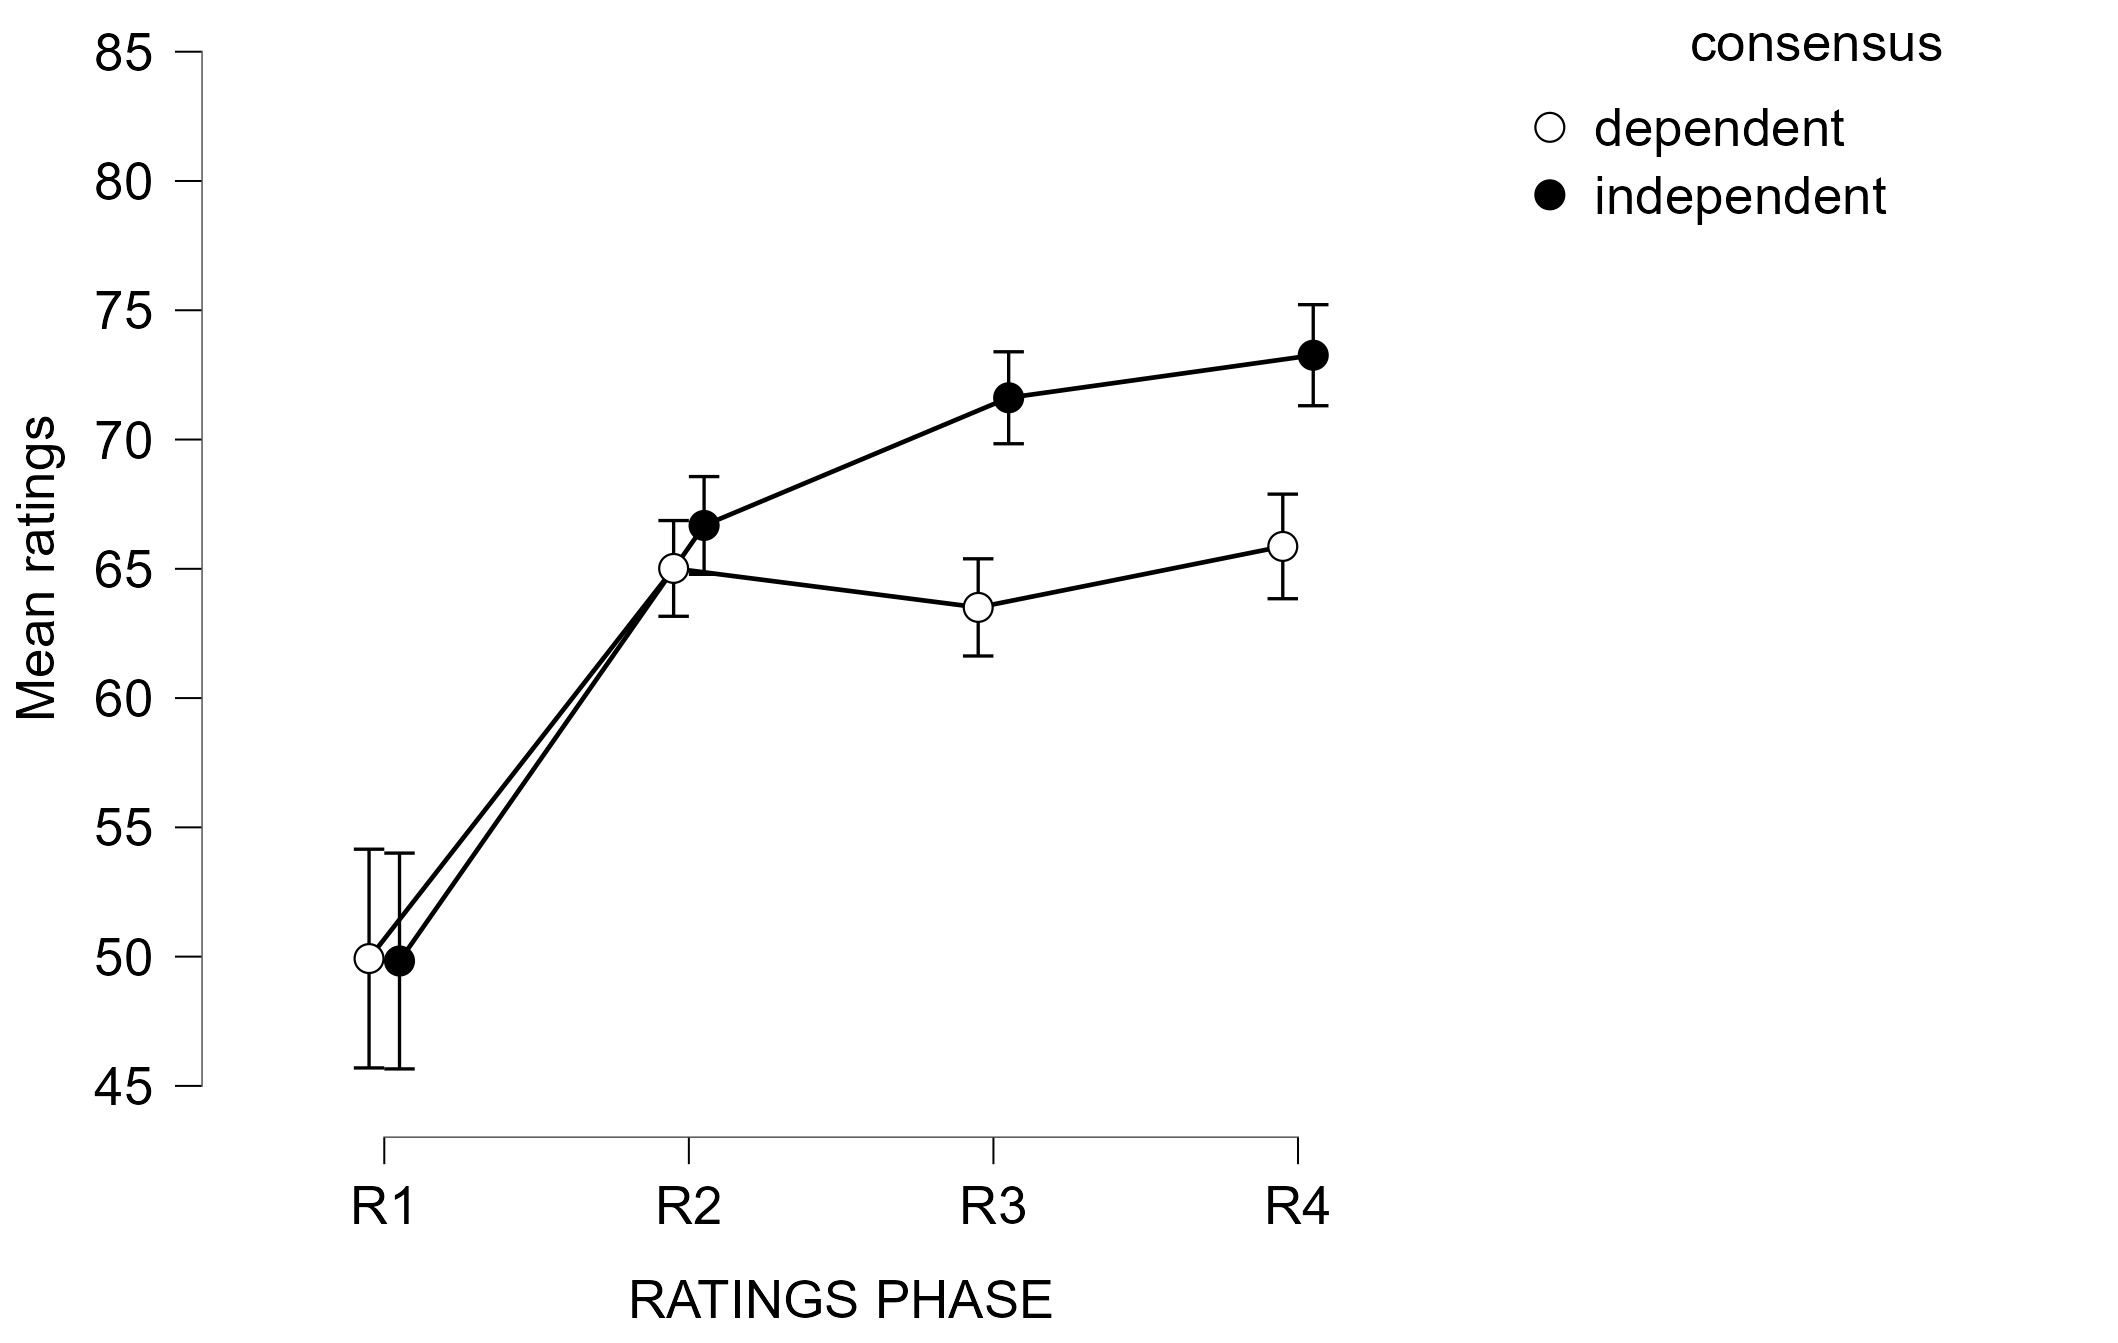 consensus
dependent
independent
Mean ratings
85
80
75
70
65
60
55
50
45
R1 R2 R3 R4
RATINGS PHASE